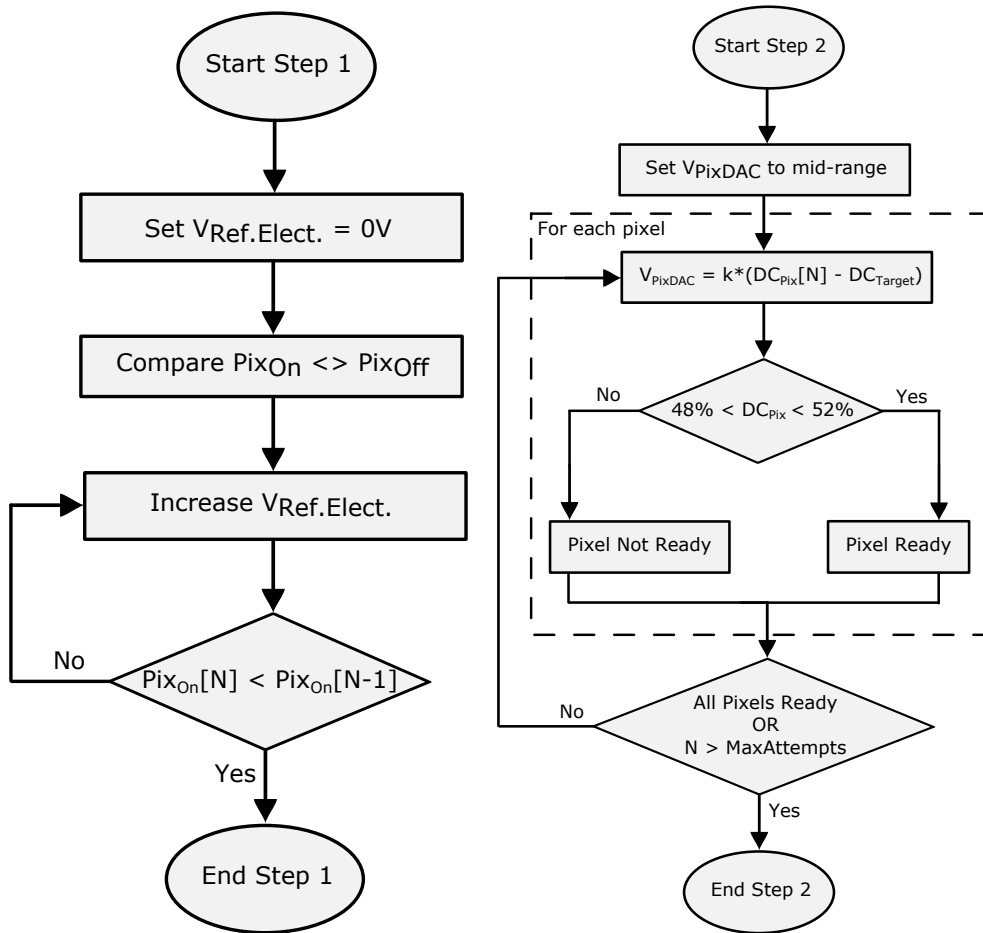 Start Step 1
Set VRef.Elect. = 0V
Compare PixOn <> PixOff
Increase VRef.Elect.
No
PixOn[N] < PixOn[N-1]
Yes
End Step 1
Start Step 2
Set VPixDAC to mid-range
For each pixel
VPixDAC = k*(DCPix[N] - DCTarget)
No
48% < DCPix < 52%
Yes
Pixel Not Ready
Pixel Ready
No
All Pixels Ready
OR
N > MaxAttempts
Yes
End Step 2